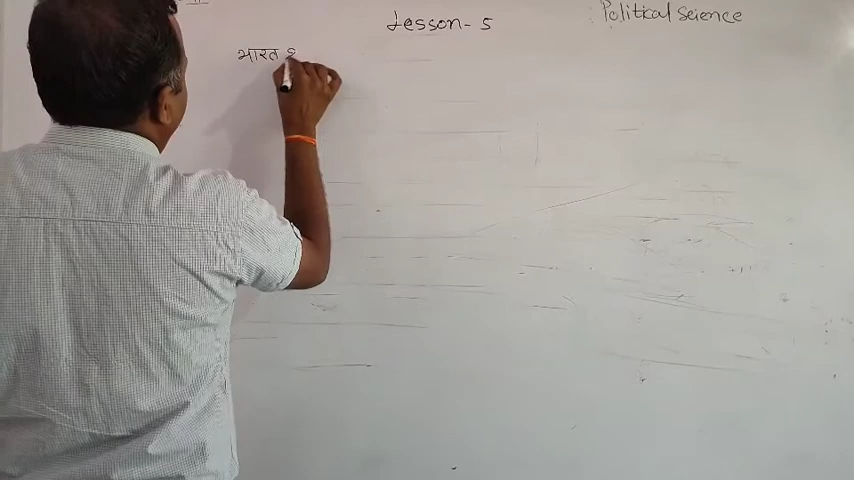 Lesson - 5
Political Science
भारत